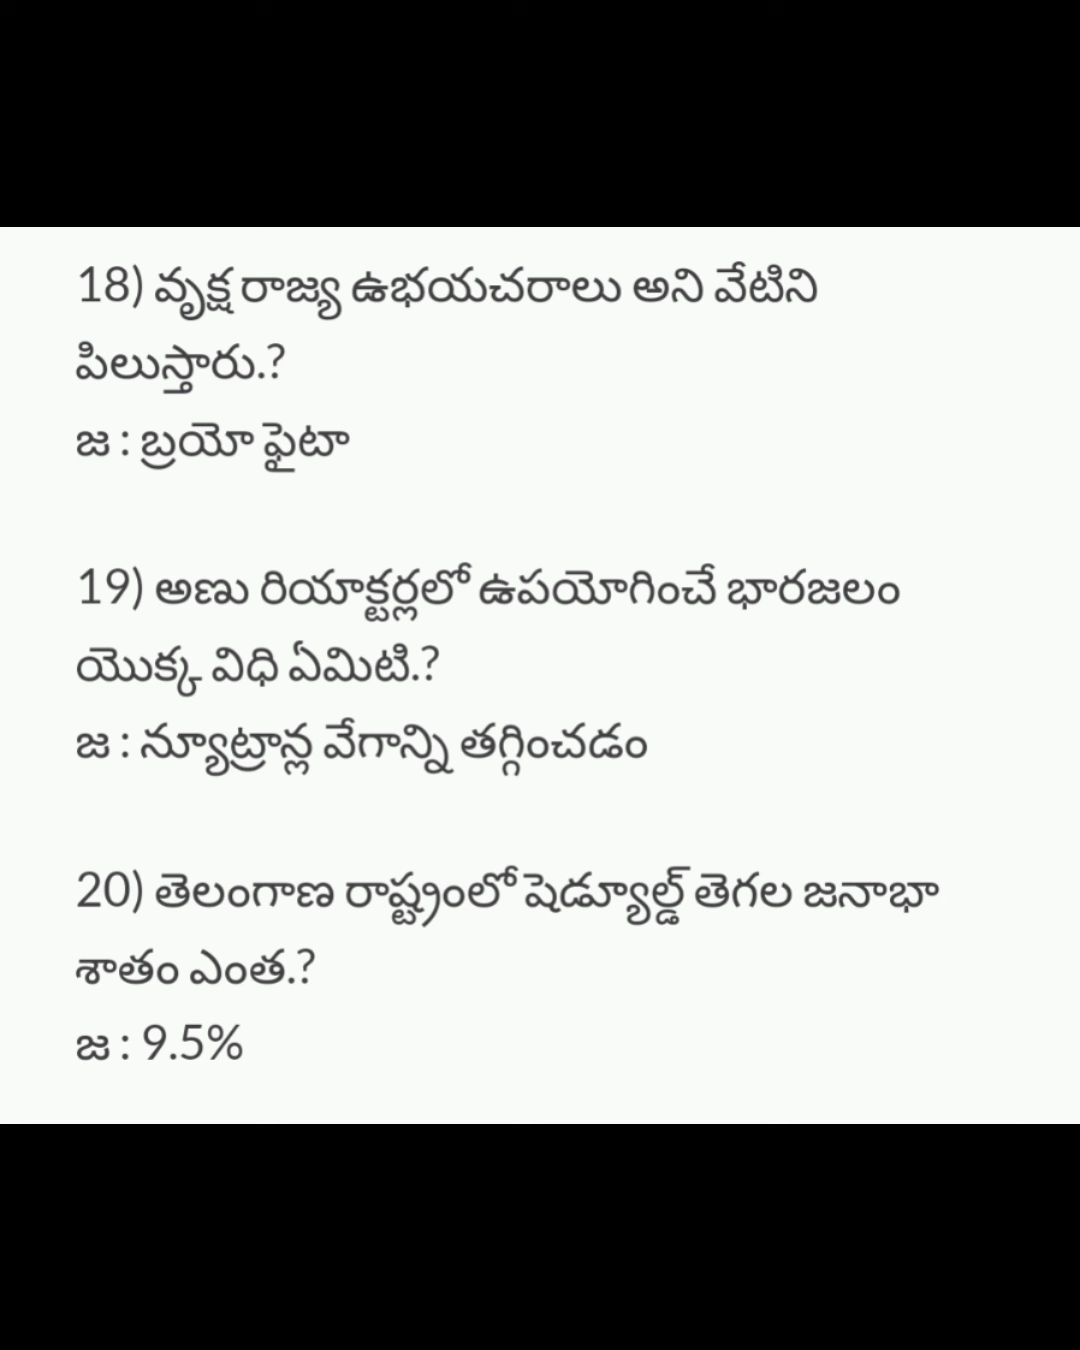 18) వృక్ష రాజ్య ఉభయచరాలు అని వేటిని
పిలుస్తారు.?
జ : బ్రయో ఫైటా
19) అణు రియాక్టర్లలో ఉపయోగించే భారజలం
యొక్క విధి ఏమిటి.?
జ : న్యూట్రాన్ల వేగాన్ని తగ్గించడం
20) తెలంగాణ రాష్ట్రంలో షెడ్యూల్డ్ తెగల జనాభా
శాతం ఎంత.?
జ : 9.5%